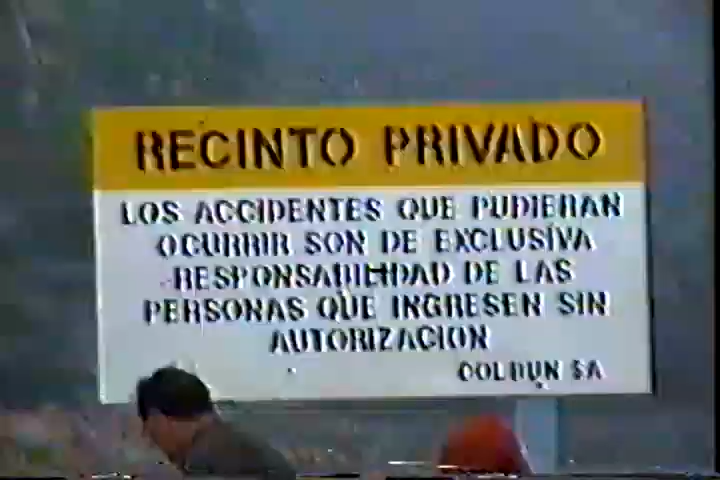 RECINTO PRIVADO
LOS ACCIDENTES QUE PUDIERAN
OCURRIR SON DE EXCLUSIVA
RESPONSABILIDAD DE LAS
PERSONAS QUE INGRESEN SIN
AUTORIZACION
COLBUN SA